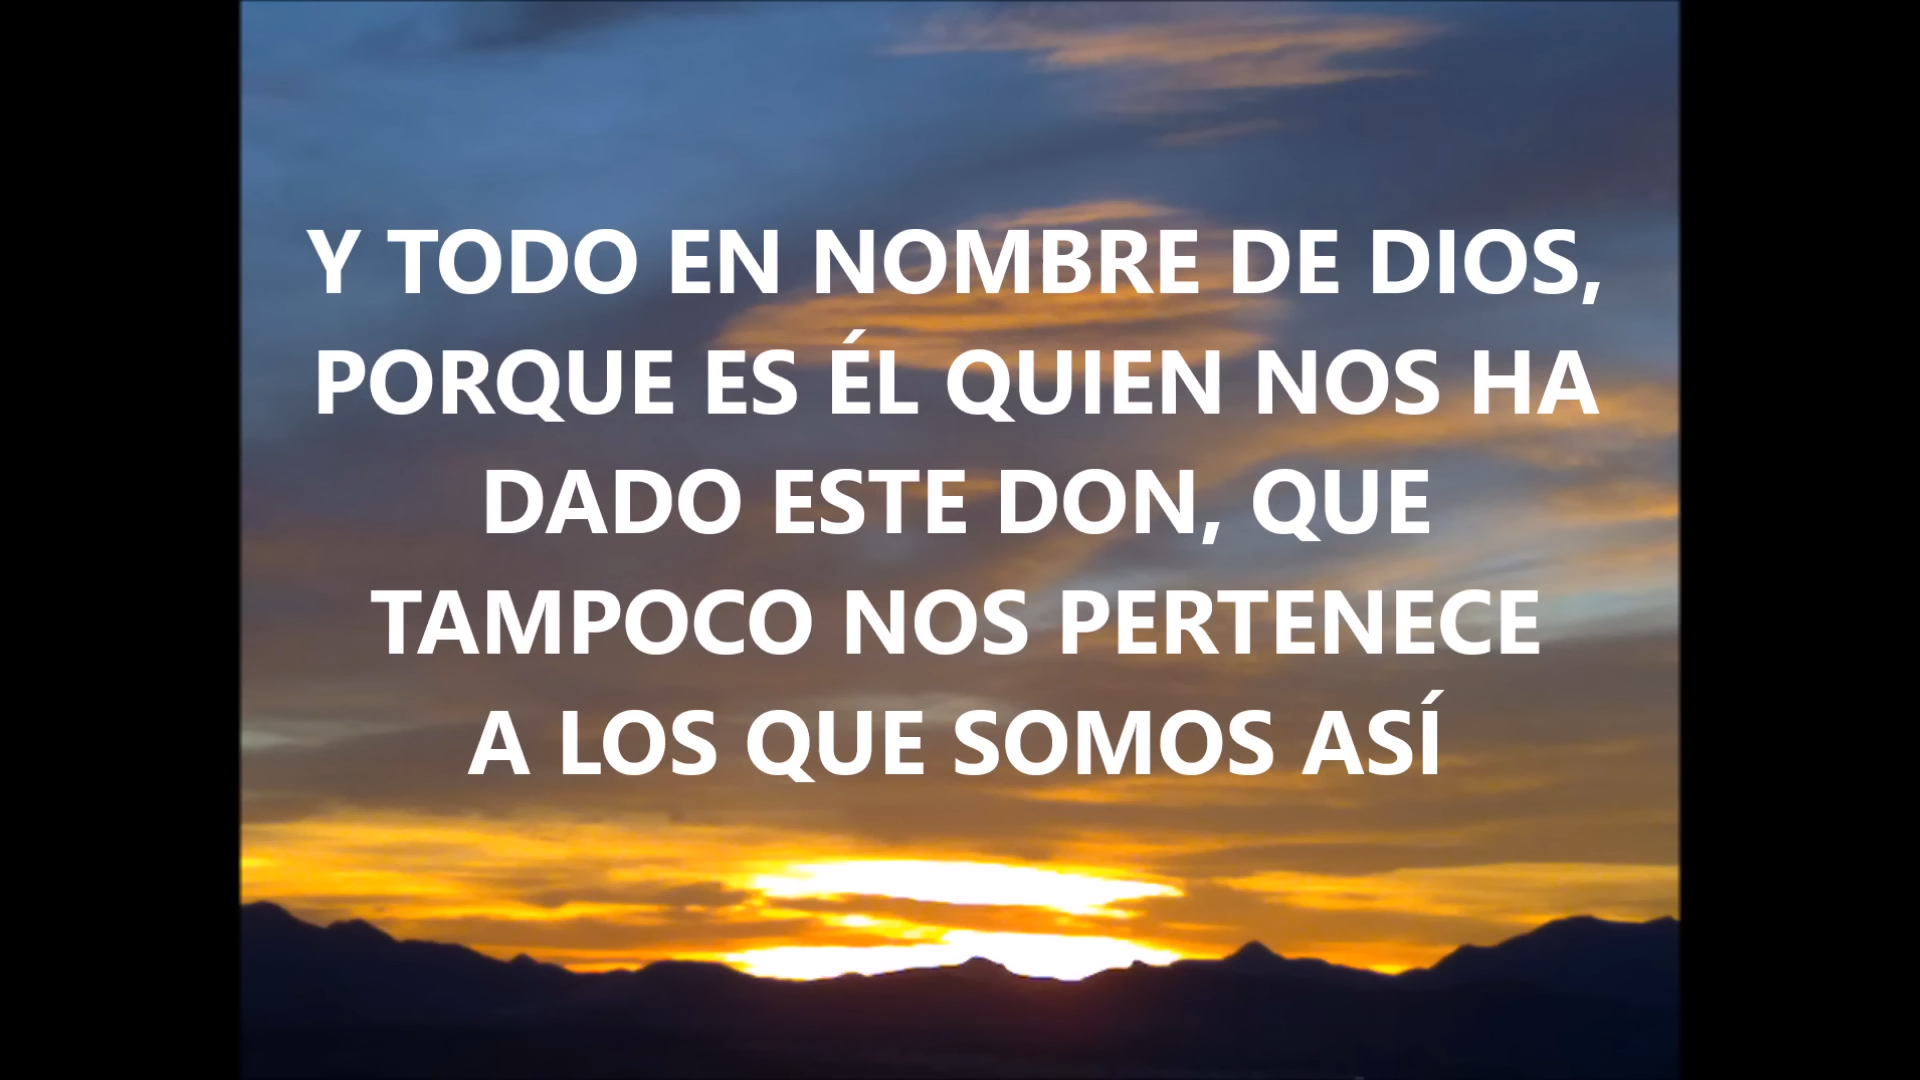 Y TODO EN NOMBRE DE DIOS,
PORQUE ES ÉL QUIEN NOS HA
DADO ESTE DON, QUE
TAMPOCO NOS PERTENECE
A LOS QUE SOMOS ASÍ